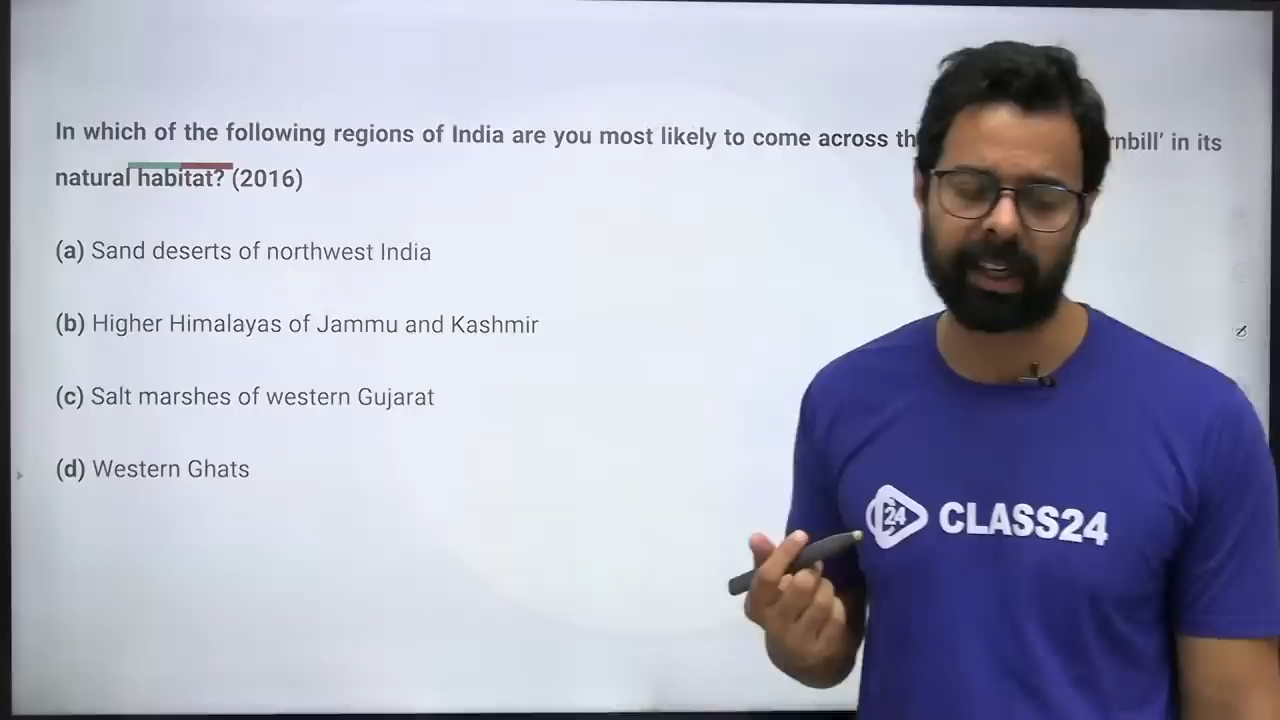 In which of the following regions of India are you most likely to come across th rnbill' in its
natural habitat? (2016)
(a) Sand deserts of northwest India
(b) Higher Himalayas of Jammu and Kashmir
(c) Salt marshes of western Gujarat
(d) Western Ghats
24 CLASS24